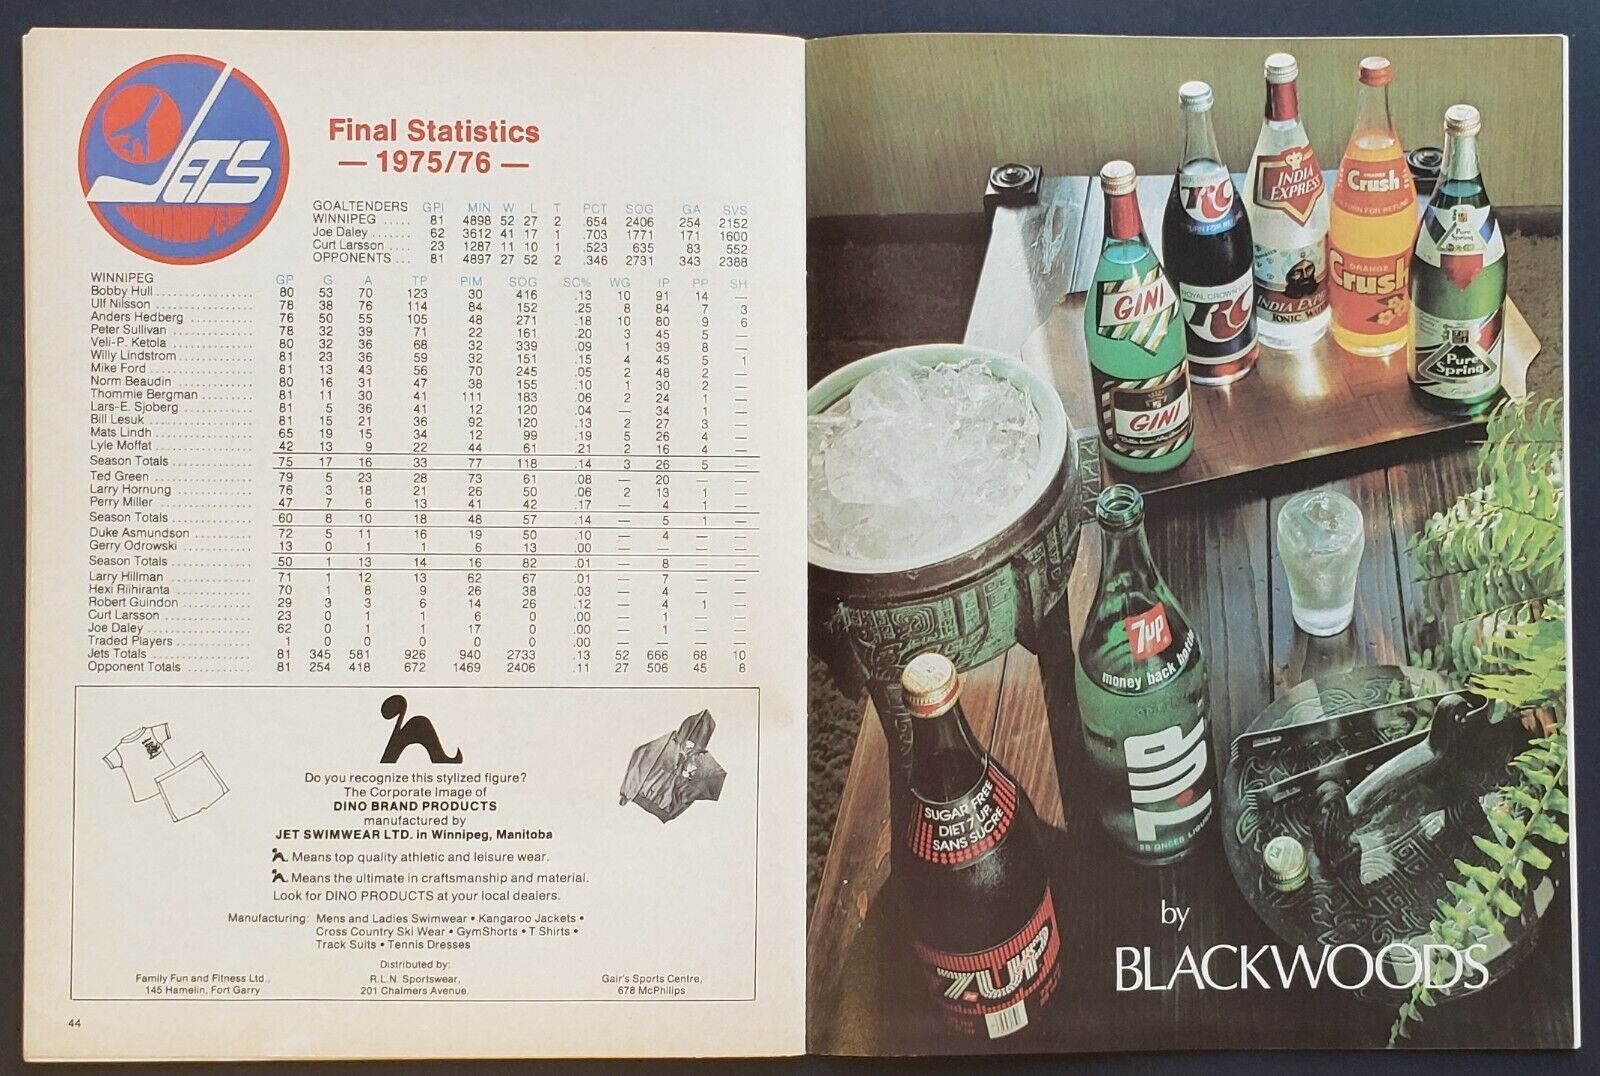 JETS
WINNIPEG
Final Statistics
— 1975/76 —
GOALTENDERS GPI MIN W L T PCT SOG GA SVS
WINNIPEG ..... 81 4898 52 27 2 .654 2406 254 2152
Joe Daley ..... 62 3612 41 17 1 .703 1771 171 1600
Curt Larsson .... 23 1287 11 10 1 .523 635 83 552
OPPONENTS ... 81 4897 27 52 2 .346 2731 343 2388
WINNIPEG GP G A TP PIM SOG SC% WG IP PP SH
Bobby Hull 80 53 70 123 30 416 .13 10 91 14 —
Ulf Nilsson 78 38 76 114 84 152 .25 8 84 7 3
Anders Hedberg 76 50 55 105 48 271 .18 10 80 9 6
Peter Sullivan 78 32 39 71 22 161 .20 3 45 5 —
Veli-P. Ketola 80 32 36 68 32 339 .09 1 39 8 —
Willy Lindstrom 81 23 36 59 32 151 .15 4 45 5 1
Mike Ford 81 13 43 56 70 245 .05 2 48 2 —
Norm Beaudin 80 16 31 47 38 155 .10 1 30 2 —
Thommie Bergman 81 11 30 41 111 183 .06 2 24 1 —
Lars-E. Sjoberg 81 5 36 41 12 120 .04 — 34 1 —
Bill Lesuk 81 15 21 36 92 120 .13 2 27 3 —
Mats Lindh 65 19 15 34 12 99 .19 5 26 4 —
Lyle Moffat 42 13 9 22 44 61 .21 2 16 4 —
Season Totals 75 17 16 33 77 118 .14 3 26 5 —
Ted Green 79 5 23 28 73 61 .08 — 20 — —
Larry Hornung 76 3 18 21 26 50 .06 2 13 1 —
Perry Miller 47 7 6 13 41 42 .17 — 4 1 —
Season Totals 60 8 10 18 48 57 .14 — 5 1 —
Duke Asmundson 72 5 11 16 19 50 .10 — 4 — —
Gerry Odrowski 13 0 1 1 6 13 .00 — — — —
Season Totals 50 1 13 14 16 82 .01 — 8 — —
Larry Hillman 71 1 12 13 62 67 .01 — 7 — —
Hexi Riihiranta 70 1 8 9 26 38 .03 — 4 — —
Robert Guindon 29 3 3 6 14 26 .12 — 4 1 —
Curt Larsson 23 0 1 1 6 0 .00 — 1 — —
Joe Daley 62 0 1 1 17 0 .00 — 1 — —
Traded Players 1 0 0 0 0 0 .00 — — — —
Jets Totals 81 345 581 926 940 2733 .13 52 666 68 10
Opponent Totals 81 254 418 672 1469 2406 .11 27 506 45 8
Do you recognize this stylized figure?
The Corporate Image of
DINO BRAND PRODUCTS
manufactured by
JET SWIMWEAR LTD. in Winnipeg, Manitoba
Means top quality athletic and leisure wear.
Means the ultimate in craftsmanship and material.
Look for DINO PRODUCTS at your local dealers.
Manufacturing: Mens and Ladies Swimwear • Kangaroo Jackets •
Cross Country Ski Wear • GymShorts • T Shirts •
Track Suits • Tennis Dresses
Distributed by:
Family Fun and Fitness Ltd.,
145 Hamelin, Fort Garry
R.L.N. Sportswear,
201 Chalmers Avenue
Gair's Sports Centre,
678 McPhilips
44
GINI
GINI
RC
ROYAL CROWN
RC
INDIA
EXPRESS
INDIA EXPRESS
TONIC WATER
ORANGE
Crush
RETURN FOR REFUND
ORANGE
Crush
Pure
Spring
Pure
Spring
7up
money back bottle
7UP
28 OUNCES LIQUID
SUGAR FREE
DIET 7UP
SANS SUCRE
7UP
by
BLACKWOODS